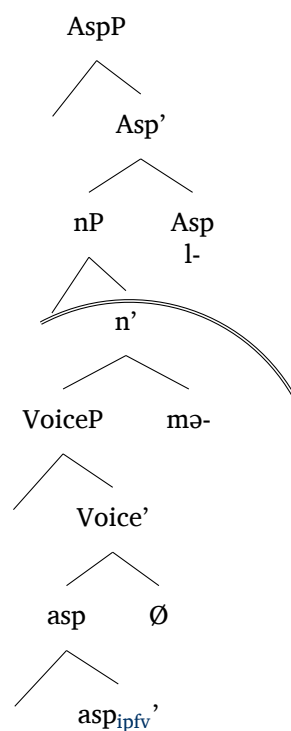 AspP
Asp’
nP Asp
l-
n’
VoiceP mə-
Voice’
asp Ø
aspipfv’